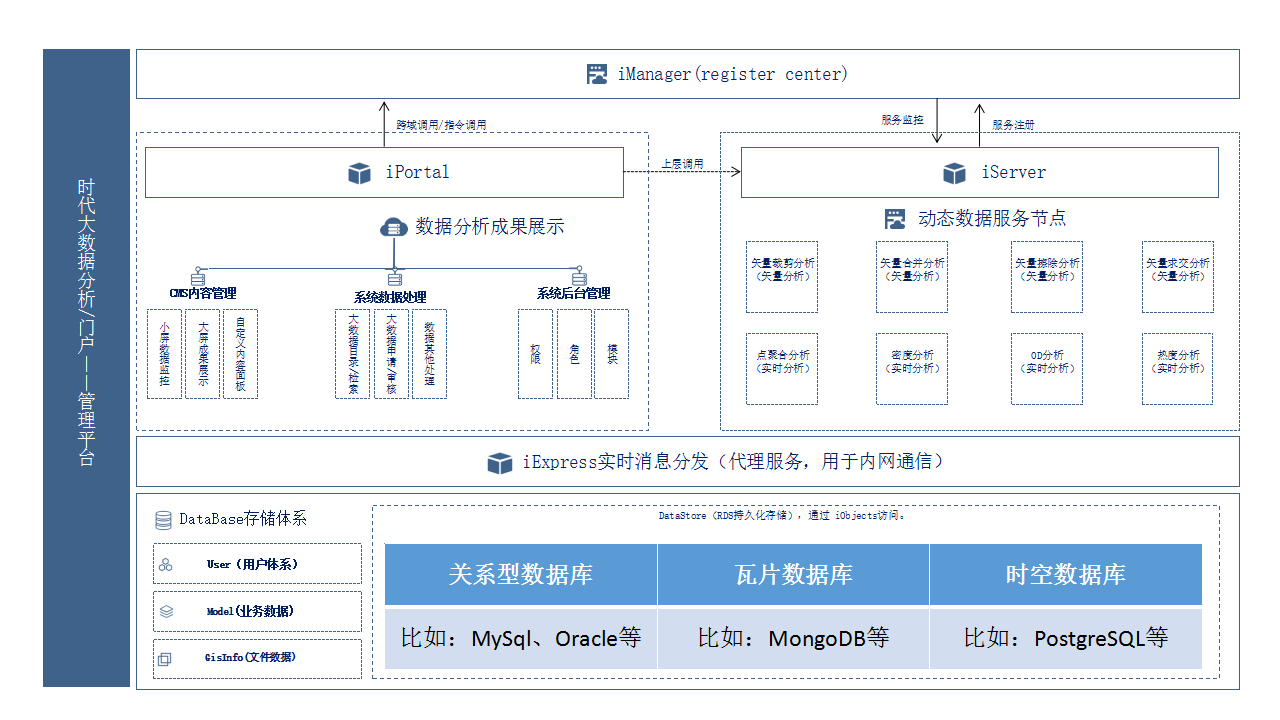 时代大数据分析/门户——管理平台
iManager(register center)
跨域调用/指令调用
服务监控
服务注册
iPortal
上层调用
iServer
数据分析成果展示
动态数据服务节点
CMS内容管理
系统数据处理
系统后台管理
小屏数据监控
大屏成果展示
自定义内容面板
大数据目录/检索
大数据申请/审核
数据其他处理
权限
角色
模块
矢量裁剪分析
(矢量分析)
矢量合并分析
(矢量分析)
矢量擦除分析
(矢量分析)
矢量求交分析
(矢量分析)
点聚合分析
(实时分析)
密度分析
(实时分析)
OD分析
(实时分析)
热度分析
(实时分析)
iExpress实时消息分发（代理服务，用于内网通信）
DataBase存储体系
User（用户体系）
Model(业务数据)
GisInfo(文件数据)
DataStore（RDS持久化存储），通过 iObjects访问。
关系型数据库
瓦片数据库
时空数据库
比如：MySql、Oracle等
比如：MongoDB等
比如：PostgreSQL等